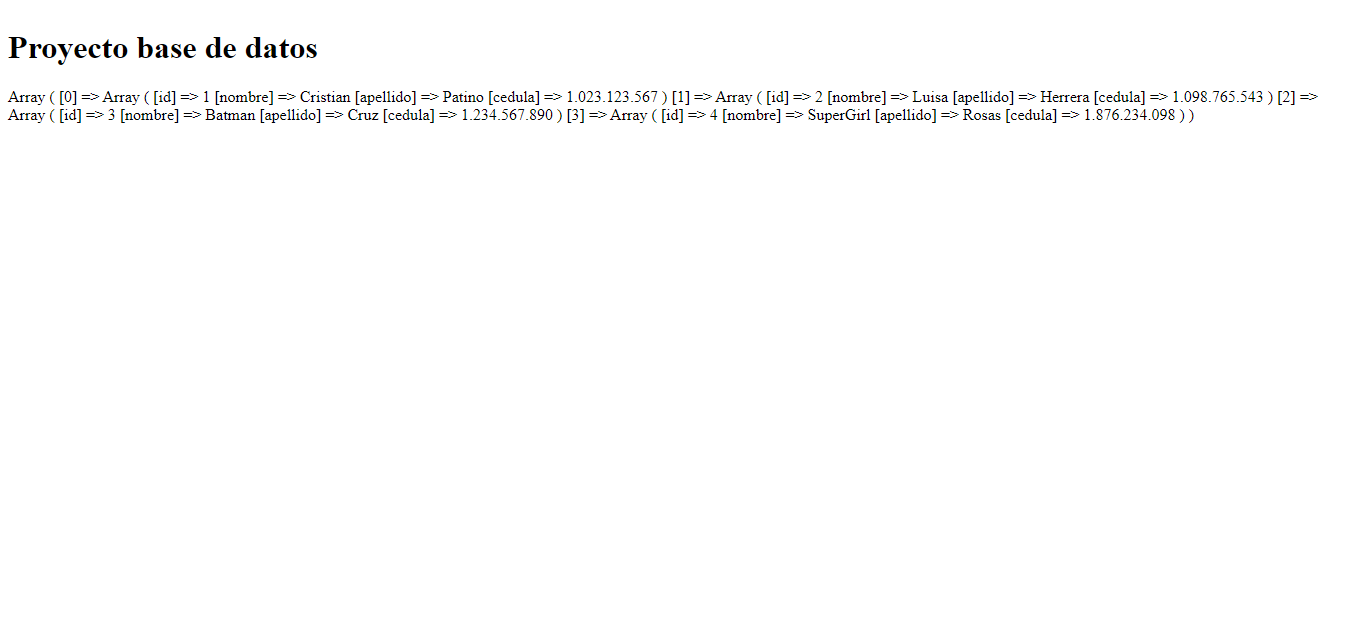 Proyecto base de datos
Array ( [0] => Array ( [id] => 1 [nombre] => Cristian [apellido] => Patino [cedula] => 1.023.123.567 ) [1] => Array ( [id] => 2 [nombre] => Luisa [apellido] => Herrera [cedula] => 1.098.765.543 ) [2] =>
Array ( [id] => 3 [nombre] => Batman [apellido] => Cruz [cedula] => 1.234.567.890 ) [3] => Array ( [id] => 4 [nombre] => SuperGirl [apellido] => Rosas [cedula] => 1.876.234.098 ) )